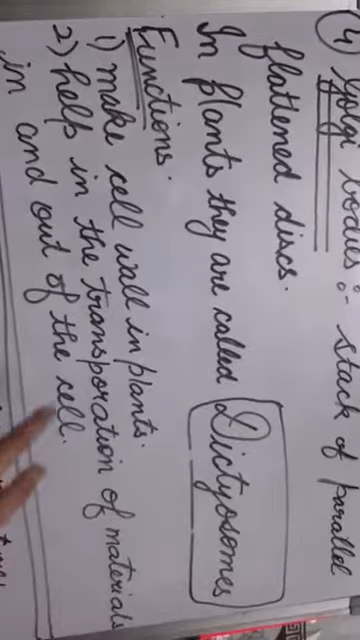 (4) Golgi bodies :- stack of parallel
flattened discs.
In plants they are called Dictyosomes
Functions.
1) make cell wall in plants.
2) help in the transporation of materials
in and out of the cell.